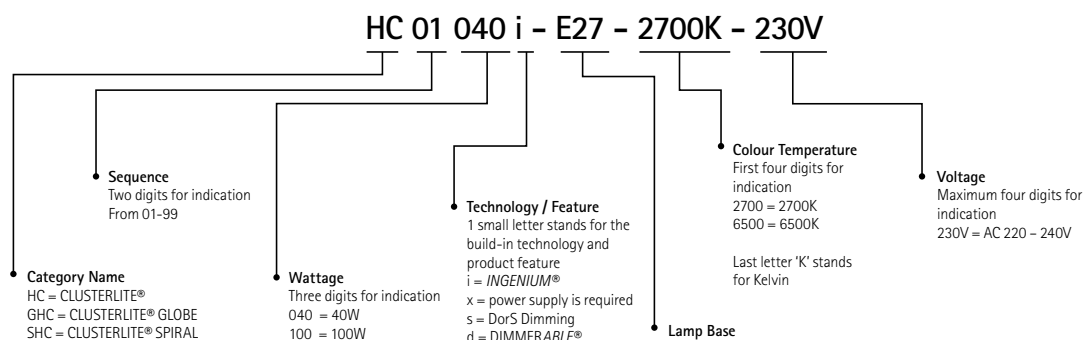 HC 01 040 i – E27 – 2700K – 230V
Sequence
Two digits for indication
From 01-99
Category Name
HC = CLUSTERLITE®
GHC = CLUSTERLITE® GLOBE
SHC = CLUSTERLITE® SPIRAL
Wattage
Three digits for indication
040 = 40W
100 = 100W
Technology / Feature
1 small letter stands for the
build-in technology and
product feature
i = INGENIUM®
x = power supply is required
s = DorS Dimming
d = DIMMERABLE®
Lamp Base
Colour Temperature
First four digits for
indication
2700 = 2700K
6500 = 6500K
Last letter 'K' stands
for Kelvin
Voltage
Maximum four digits for
indication
230V = AC 220 – 240V